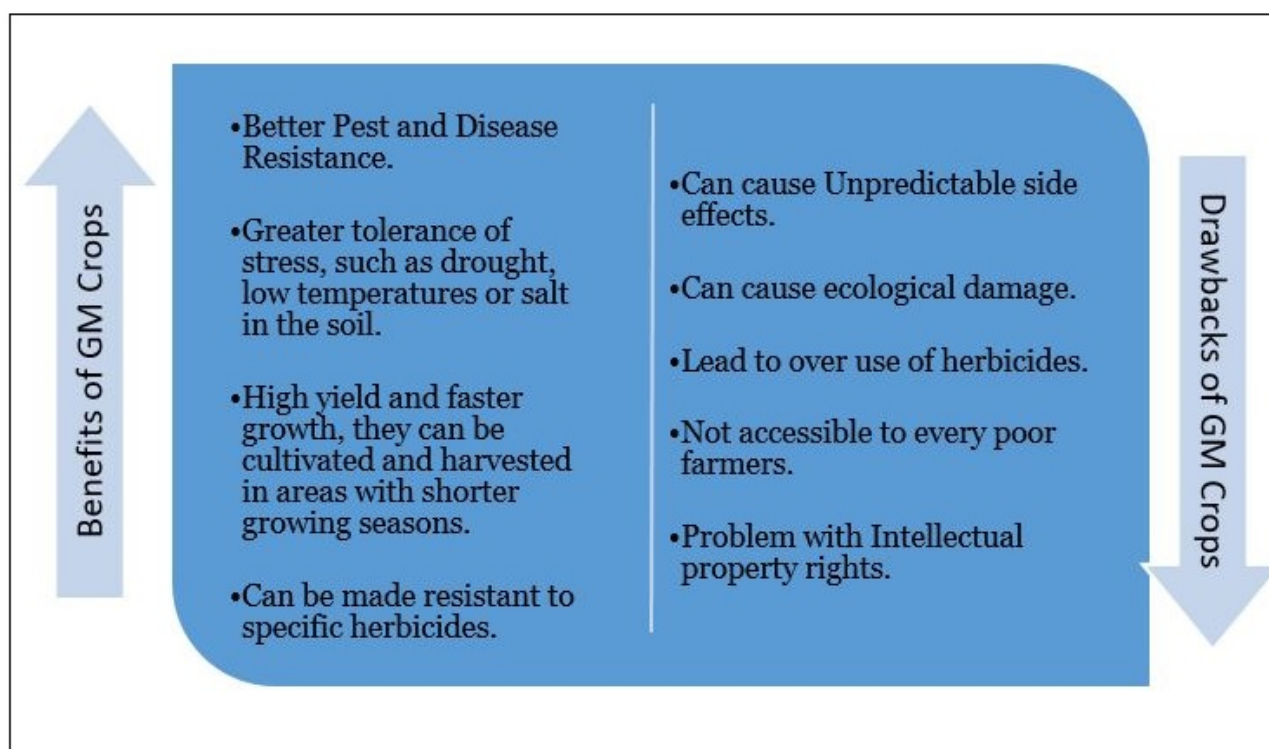 Benefits of GM Crops
•Better Pest and Disease
Resistance.
•Greater tolerance of
stress, such as drought,
low temperatures or salt
in the soil.
•High yield and faster
growth, they can be
cultivated and harvested
in areas with shorter
growing seasons.
•Can be made resistant to
specific herbicides.
•Can cause Unpredictable side
effects.
•Can cause ecological damage.
•Lead to over use of herbicides.
•Not accessible to every poor
farmers.
•Problem with Intellectual
property rights.
Drawbacks of GM Crops